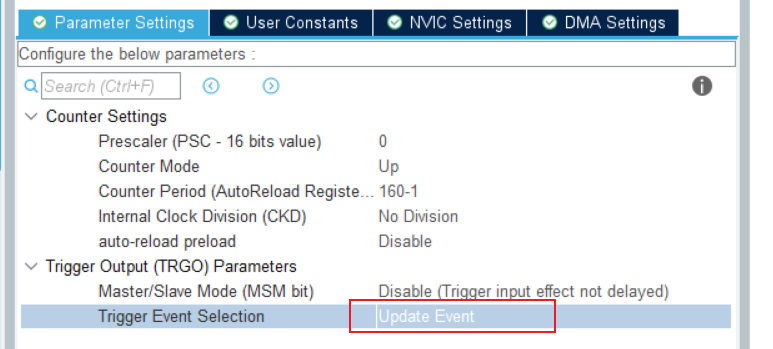 Parameter Settings User Constants NVIC Settings DMA Settings
Configure the below parameters :
Search (Ctrl+F)
Counter Settings
Prescaler (PSC - 16 bits value) 0
Counter Mode Up
Counter Period (AutoReload Registe... 160-1
Internal Clock Division (CKD) No Division
auto-reload preload Disable
Trigger Output (TRGO) Parameters
Master/Slave Mode (MSM bit) Disable (Trigger input effect not delayed)
Trigger Event Selection Update Event